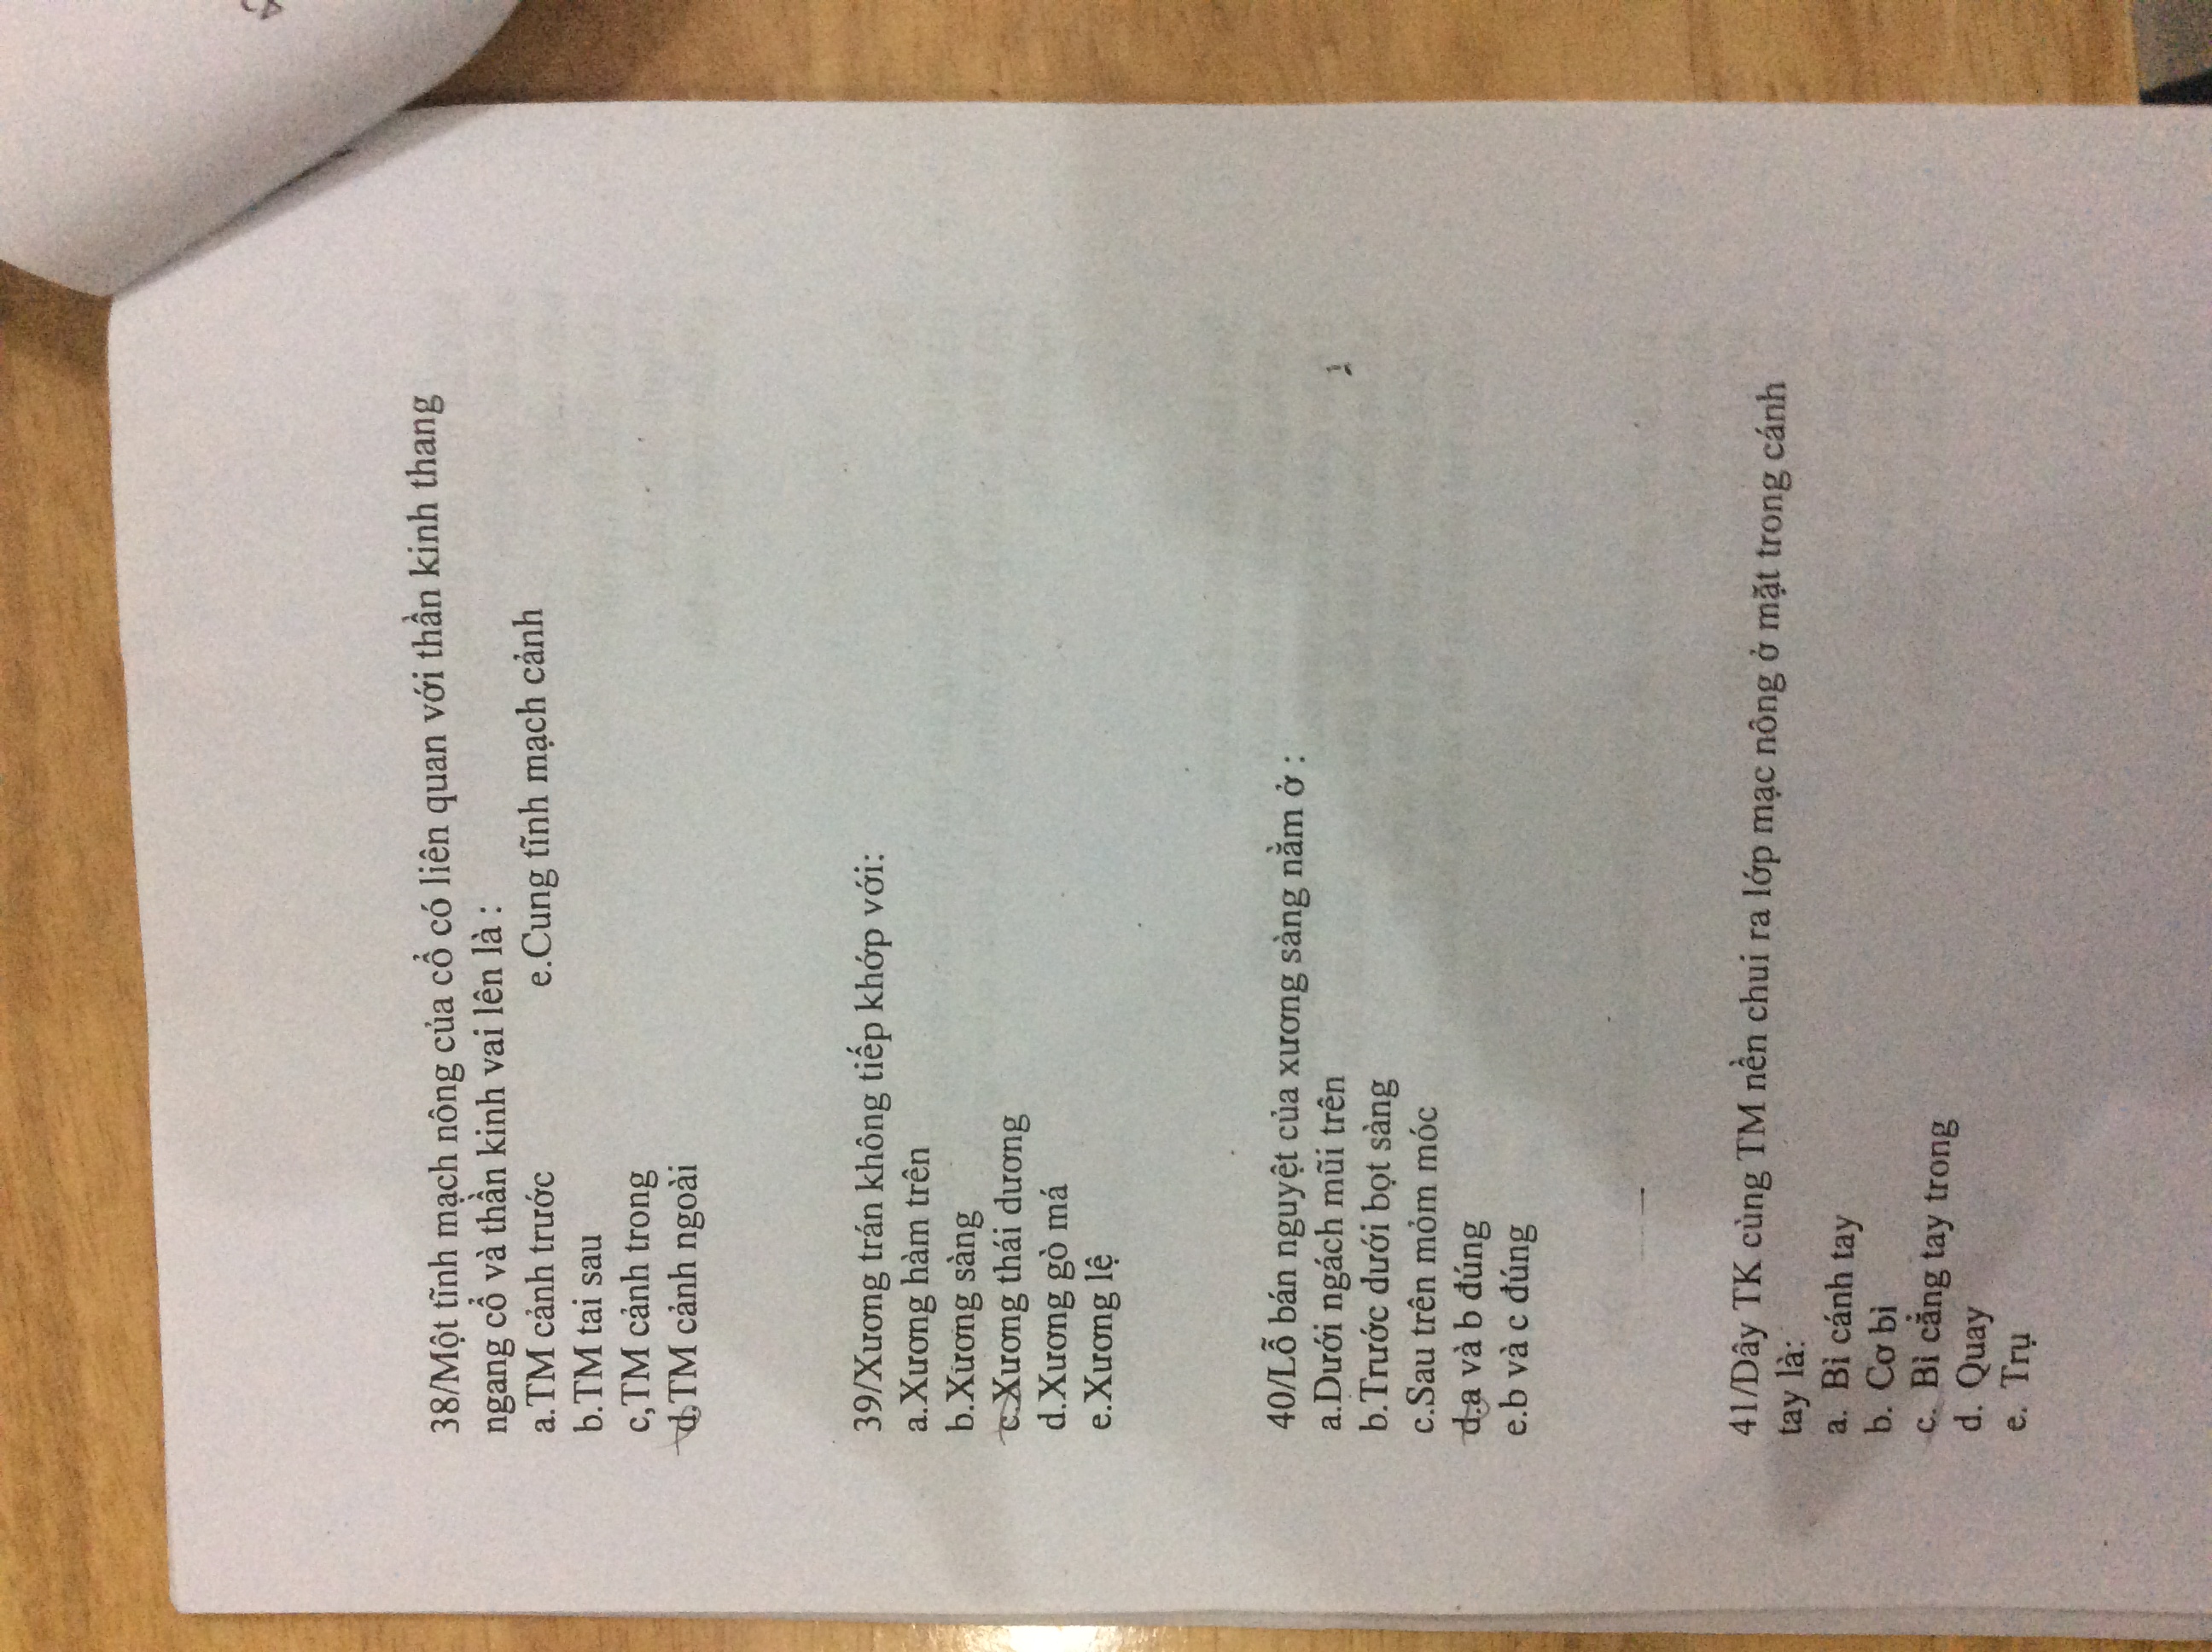 38/Một tĩnh mạch nông của cổ có liên quan với thần kinh thang
ngang cổ và thần kinh vai lên là :
a.TM cảnh trước e.Cung tĩnh mạch cảnh
b.TM tai sau
c,TM cảnh trong
d.TM cảnh ngoài
39/Xương trán không tiếp khớp với:
a.Xương hàm trên
b.Xương sàng
c.Xương thái dương
d.Xương gò má
e.Xương lệ
40/Lỗ bán nguyệt của xương sàng nằm ở :
a.Dưới ngách mũi trên
b.Trước dưới bọt sàng
c.Sau trên mỏm móc
d.a và b đúng
e.b và c đúng
41/Dây TK cùng TM nền chui ra lớp mạc nông ở mặt trong cánh
tay là:
a. Bì cánh tay
b. Cơ bì
c. Bì cẳng tay trong
d. Quay
e. Trụ